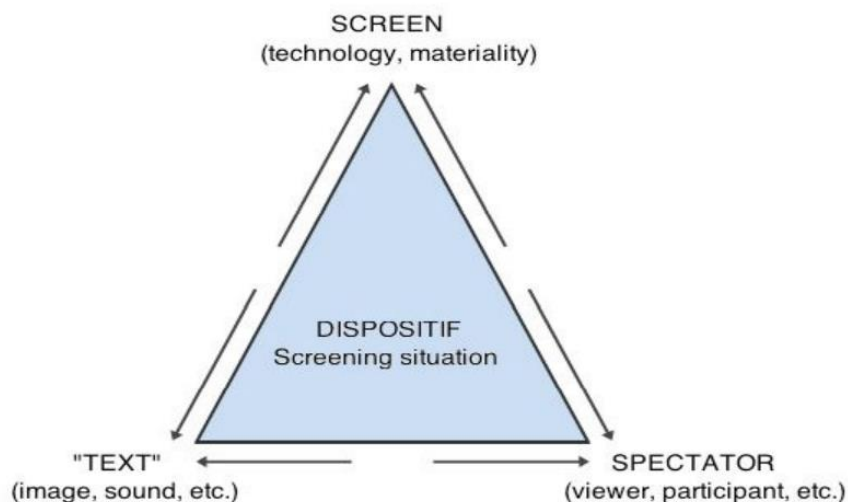 SCREEN
(technology, materiality)
DISPOSITIF
Screening situation
"TEXT"
(image, sound, etc.)
SPECTATOR
(viewer, participant, etc.)